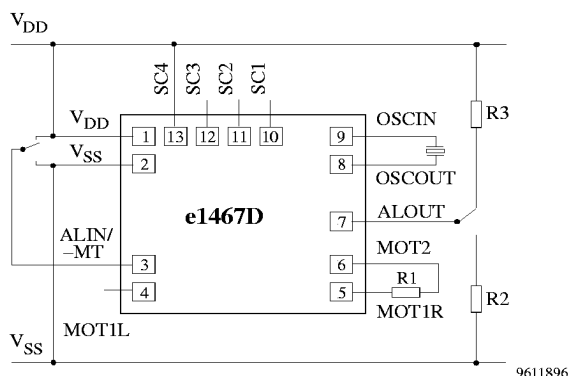 VDD
SC4 SC3 SC2 SC1
VDD
1 13 12 11 10 9 OSCIN
R3
VSS
2 8 OSCOUT
e1467D
7 ALOUT
ALIN/
–MT
3 6 MOT2
R1
4 5 MOT1R
R2
MOT1L
VSS
9611896